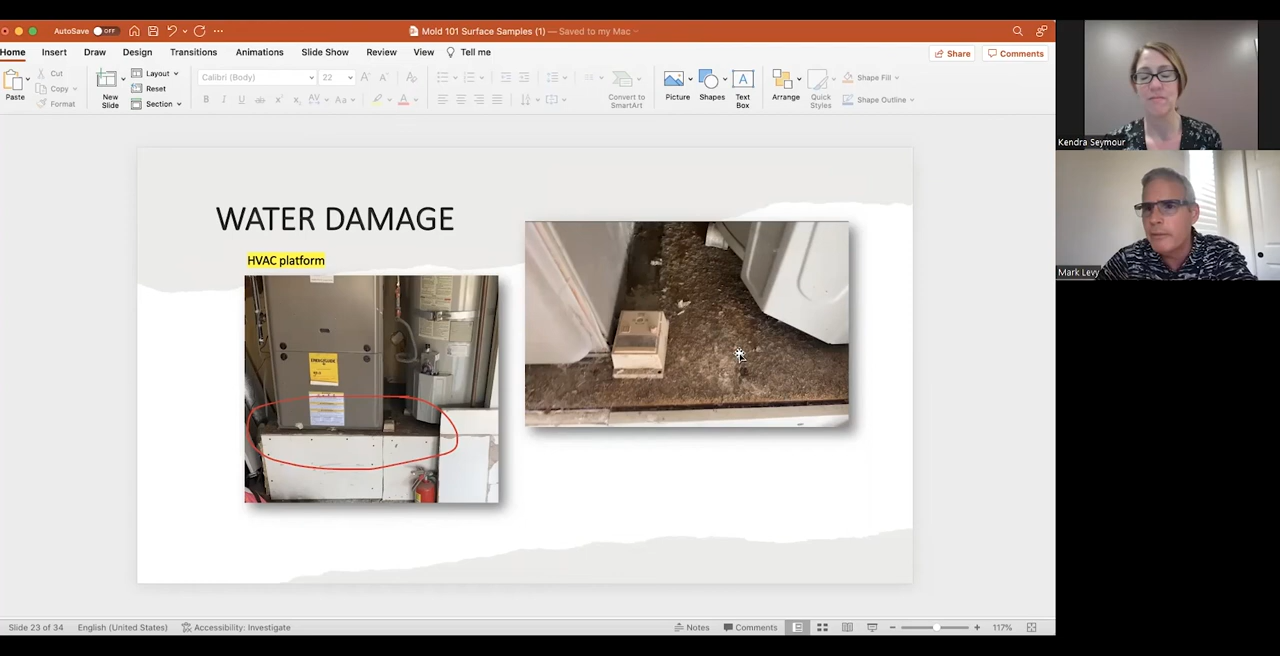 AutoSave OFF
Mold 101 Surface Samples (1) — Saved to my Mac
Home Insert Draw Design Transitions Animations Slide Show Review View Tell me
Share Comments
Paste
Cut
Copy
Format
New Slide
Layout
Reset
Section
Calibri (Body) 22
Convert to SmartArt
Picture
Shapes
Text Box
Arrange
Quick Styles
Shape Fill
Shape Outline
WATER DAMAGE
HVAC platform
Kendra Seymour
Mark Levy
Slide 23 of 34 English (United States) Accessibility: Investigate
Notes Comments 117%